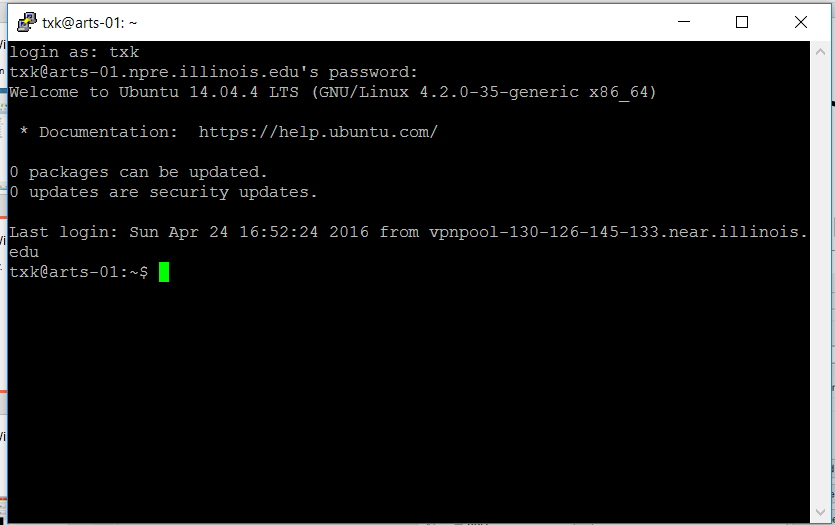 txk@arts-01: ~
login as: txk
txk@arts-01.npre.illinois.edu's password:
Welcome to Ubuntu 14.04.4 LTS (GNU/Linux 4.2.0-35-generic x86_64)
* Documentation:  https://help.ubuntu.com/
0 packages can be updated.
0 updates are security updates.
Last login: Sun Apr 24 16:52:24 2016 from vpnpool-130-126-145-133.near.illinois.
edu
txk@arts-01:~$